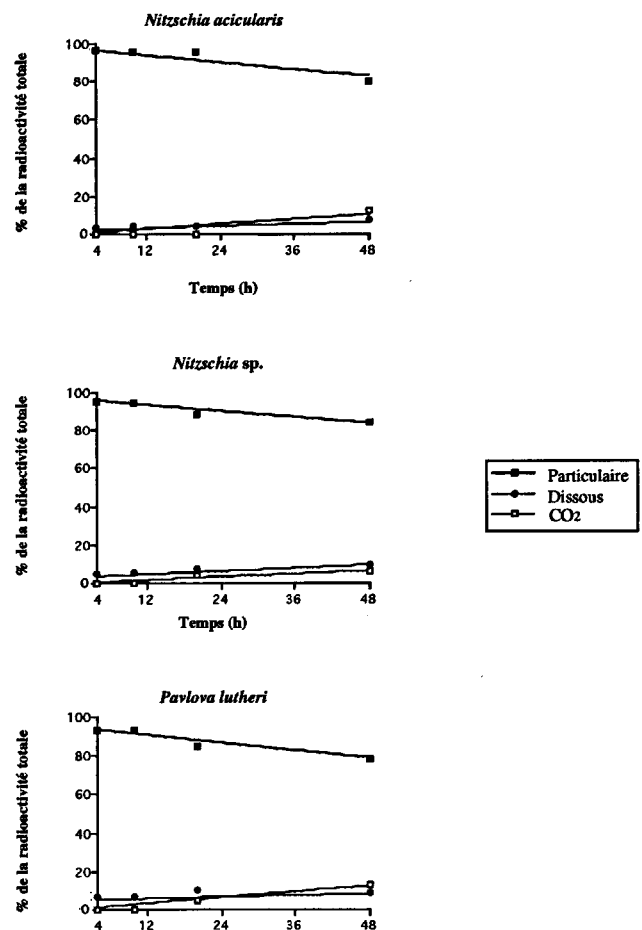 Nitzschia acicularis
% de la radioactivité totale
100
80
60
40
20
0
4 12 24 36 48
Temps (h)
Nitzschia sp.
% de la radioactivité totale
100
80
60
40
20
0
4 12 24 36 48
Temps (h)
Particulaire
Dissous
CO2
Pavlova lutheri
% de la radioactivité totale
100
80
60
40
20
0
4 12 24 36 48